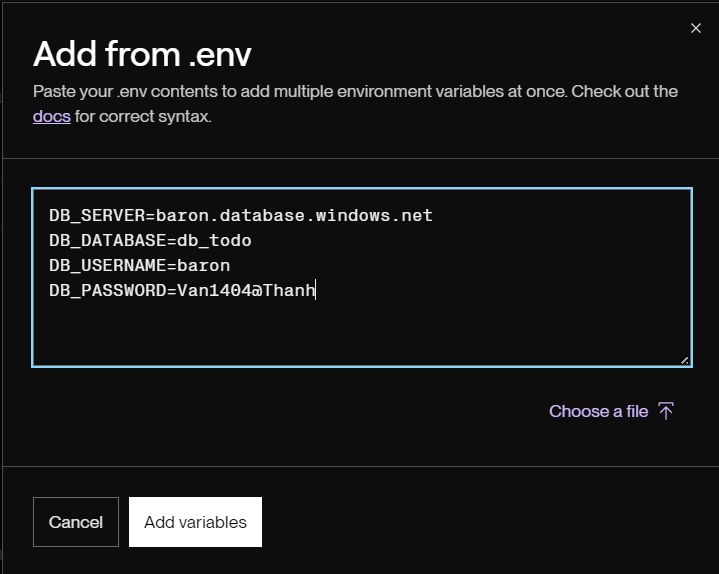 Add from .env
Paste your .env contents to add multiple environment variables at once. Check out the
docs for correct syntax.
DB_SERVER=baron.database.windows.net
DB_DATABASE=db_todo
DB_USERNAME=baron
DB_PASSWORD=Van1404@Thanh
Choose a file
Cancel
Add variables